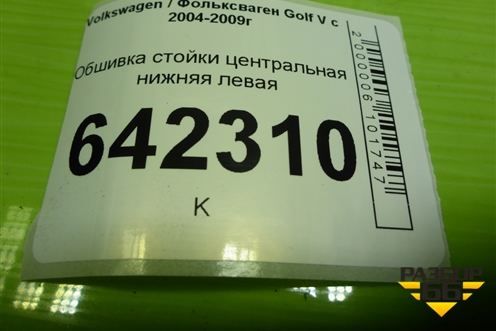 Volkswagen / Фольксваген Golf V с
2004-2009г
Обшивка стойки центральная
нижняя левая
642310
К
2000006101747
РАЗБОР
66